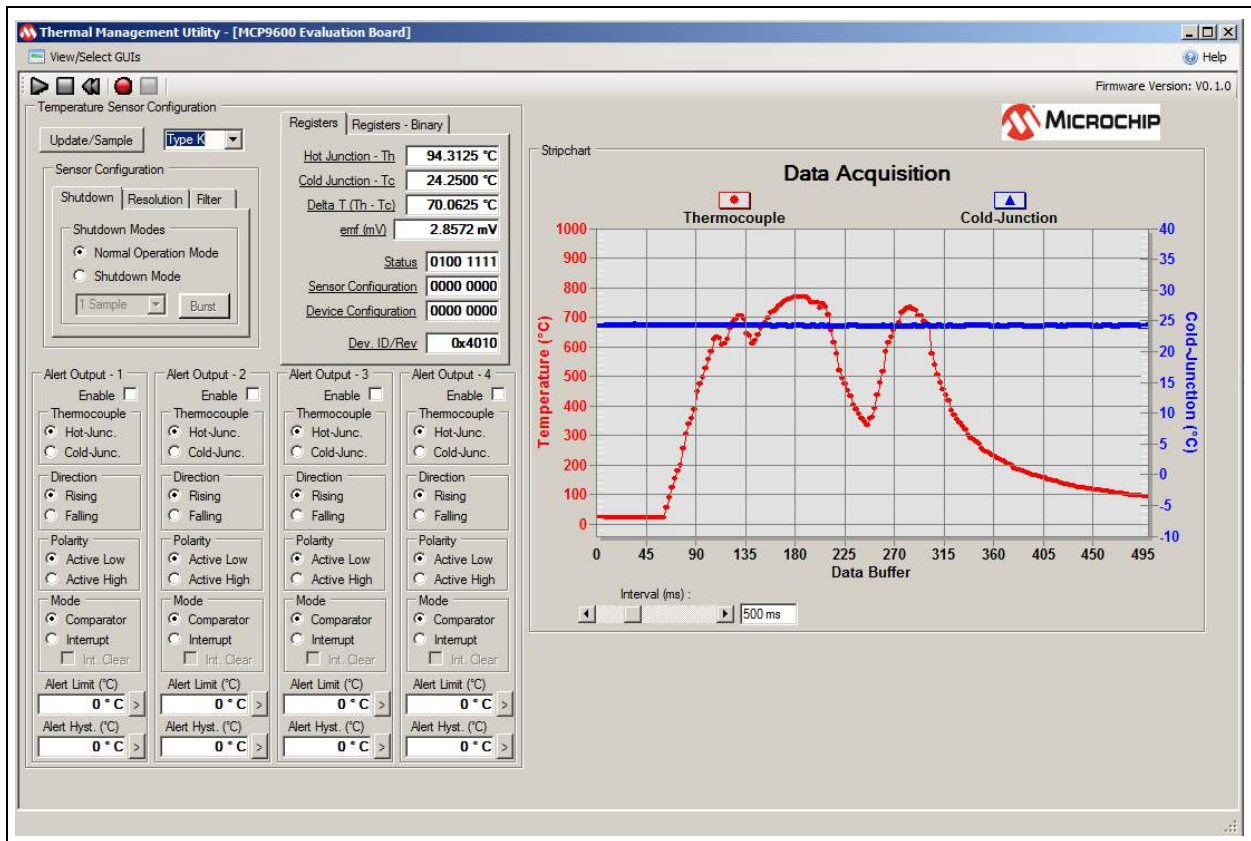 Thermal Management Utility - [MCP9600 Evaluation Board]
View/Select GUIs
Help
Firmware Version: V0.1.0
Temperature Sensor Configuration
Update/Sample
Type K
Sensor Configuration
Shutdown
Resolution
Filter
Shutdown Modes
Normal Operation Mode
Shutdown Mode
1 Sample
Burst
Registers
Registers - Binary
Hot Junction - Th 94.3125 °C
Cold Junction - Tc 24.2500 °C
Delta T (Th - Tc) 70.0625 °C
emf (mV) 2.8572 mV
Status 0100 1111
Sensor Configuration 0000 0000
Device Configuration 0000 0000
Dev. ID/Rev 0x4010
Alert Output - 1
Enable
Thermocouple
Hot-Junc.
Cold-Junc.
Direction
Rising
Falling
Polarity
Active Low
Active High
Mode
Comparator
Interrupt
Int. Clear
Alert Limit (°C)
0 ° C >
Alert Hyst. (°C)
0 ° C >
Alert Output - 2
Enable
Thermocouple
Hot-Junc.
Cold-Junc.
Direction
Rising
Falling
Polarity
Active Low
Active High
Mode
Comparator
Interrupt
Int. Clear
Alert Limit (°C)
0 ° C >
Alert Hyst. (°C)
0 ° C >
Alert Output - 3
Enable
Thermocouple
Hot-Junc.
Cold-Junc.
Direction
Rising
Falling
Polarity
Active Low
Active High
Mode
Comparator
Interrupt
Int. Clear
Alert Limit (°C)
0 ° C >
Alert Hyst. (°C)
0 ° C >
Alert Output - 4
Enable
Thermocouple
Hot-Junc.
Cold-Junc.
Direction
Rising
Falling
Polarity
Active Low
Active High
Mode
Comparator
Interrupt
Int. Clear
Alert Limit (°C)
0 ° C >
Alert Hyst. (°C)
0 ° C >
MICROCHIP
Stripchart
Data Acquisition
Thermocouple
Cold-Junction
Temperature (°C)
1000
900
800
700
600
500
400
300
200
100
0
40
35
30
25
20
15
10
5
0
-5
-10
Cold-Junction (°C)
0 45 90 135 180 225 270 315 360 405 450 495
Data Buffer
Interval (ms) :
500 ms